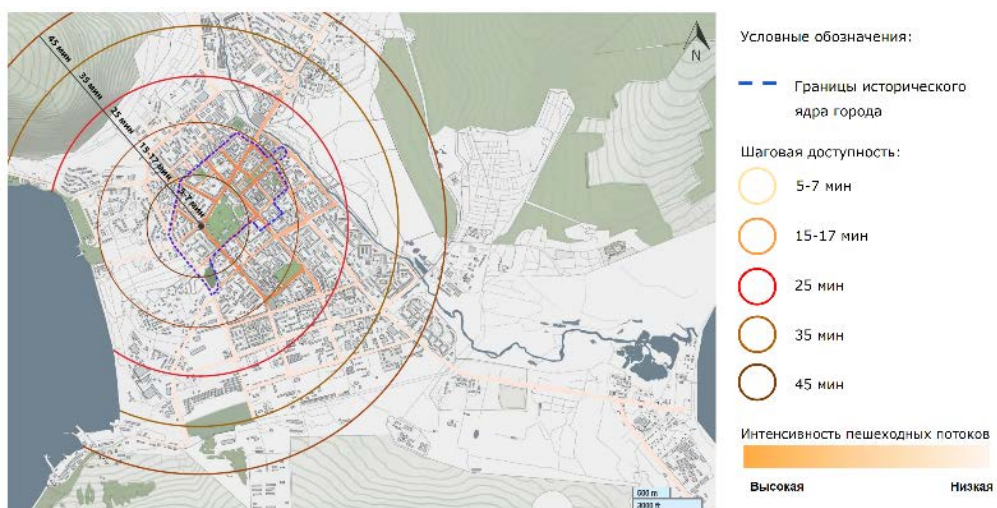 45 мин
35 мин
25 мин
15-17 мин
5-7 мин
N
600 m
3000 ft
Условные обозначения:
Границы исторического
ядра города
Шаговая доступность:
5-7 мин
15-17 мин
25 мин
35 мин
45 мин
Интенсивность пешеходных потоков
Высокая
Низкая